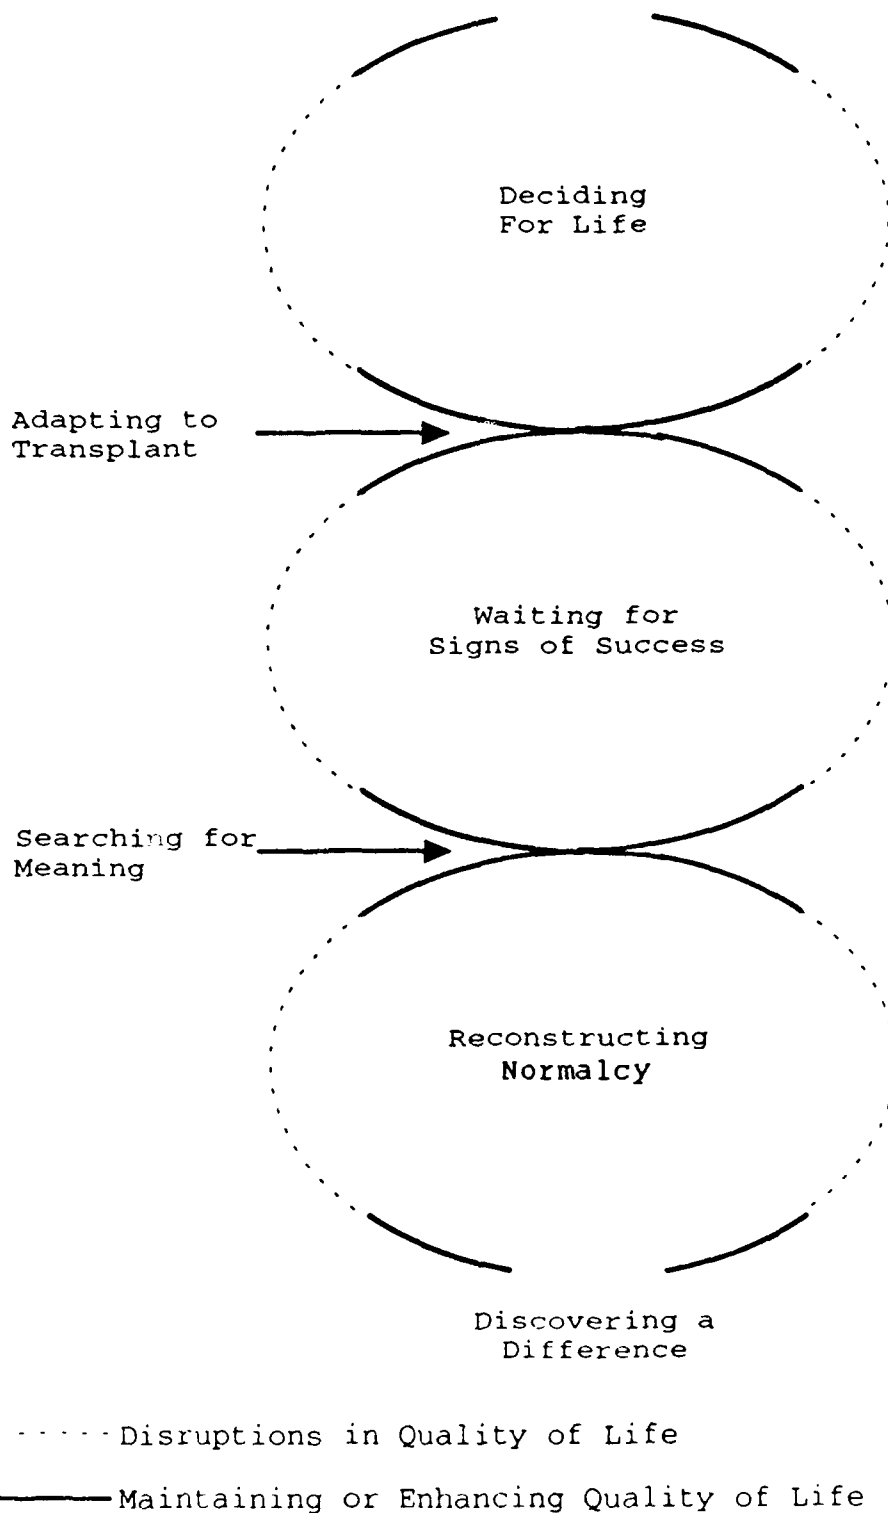 Deciding
For Life
Adapting to
Transplant
Waiting for
Signs of Success
Searching for
Meaning
Reconstructing
Normalcy
Discovering a
Difference
Disruptions in Quality of Life
Maintaining or Enhancing Quality of Life